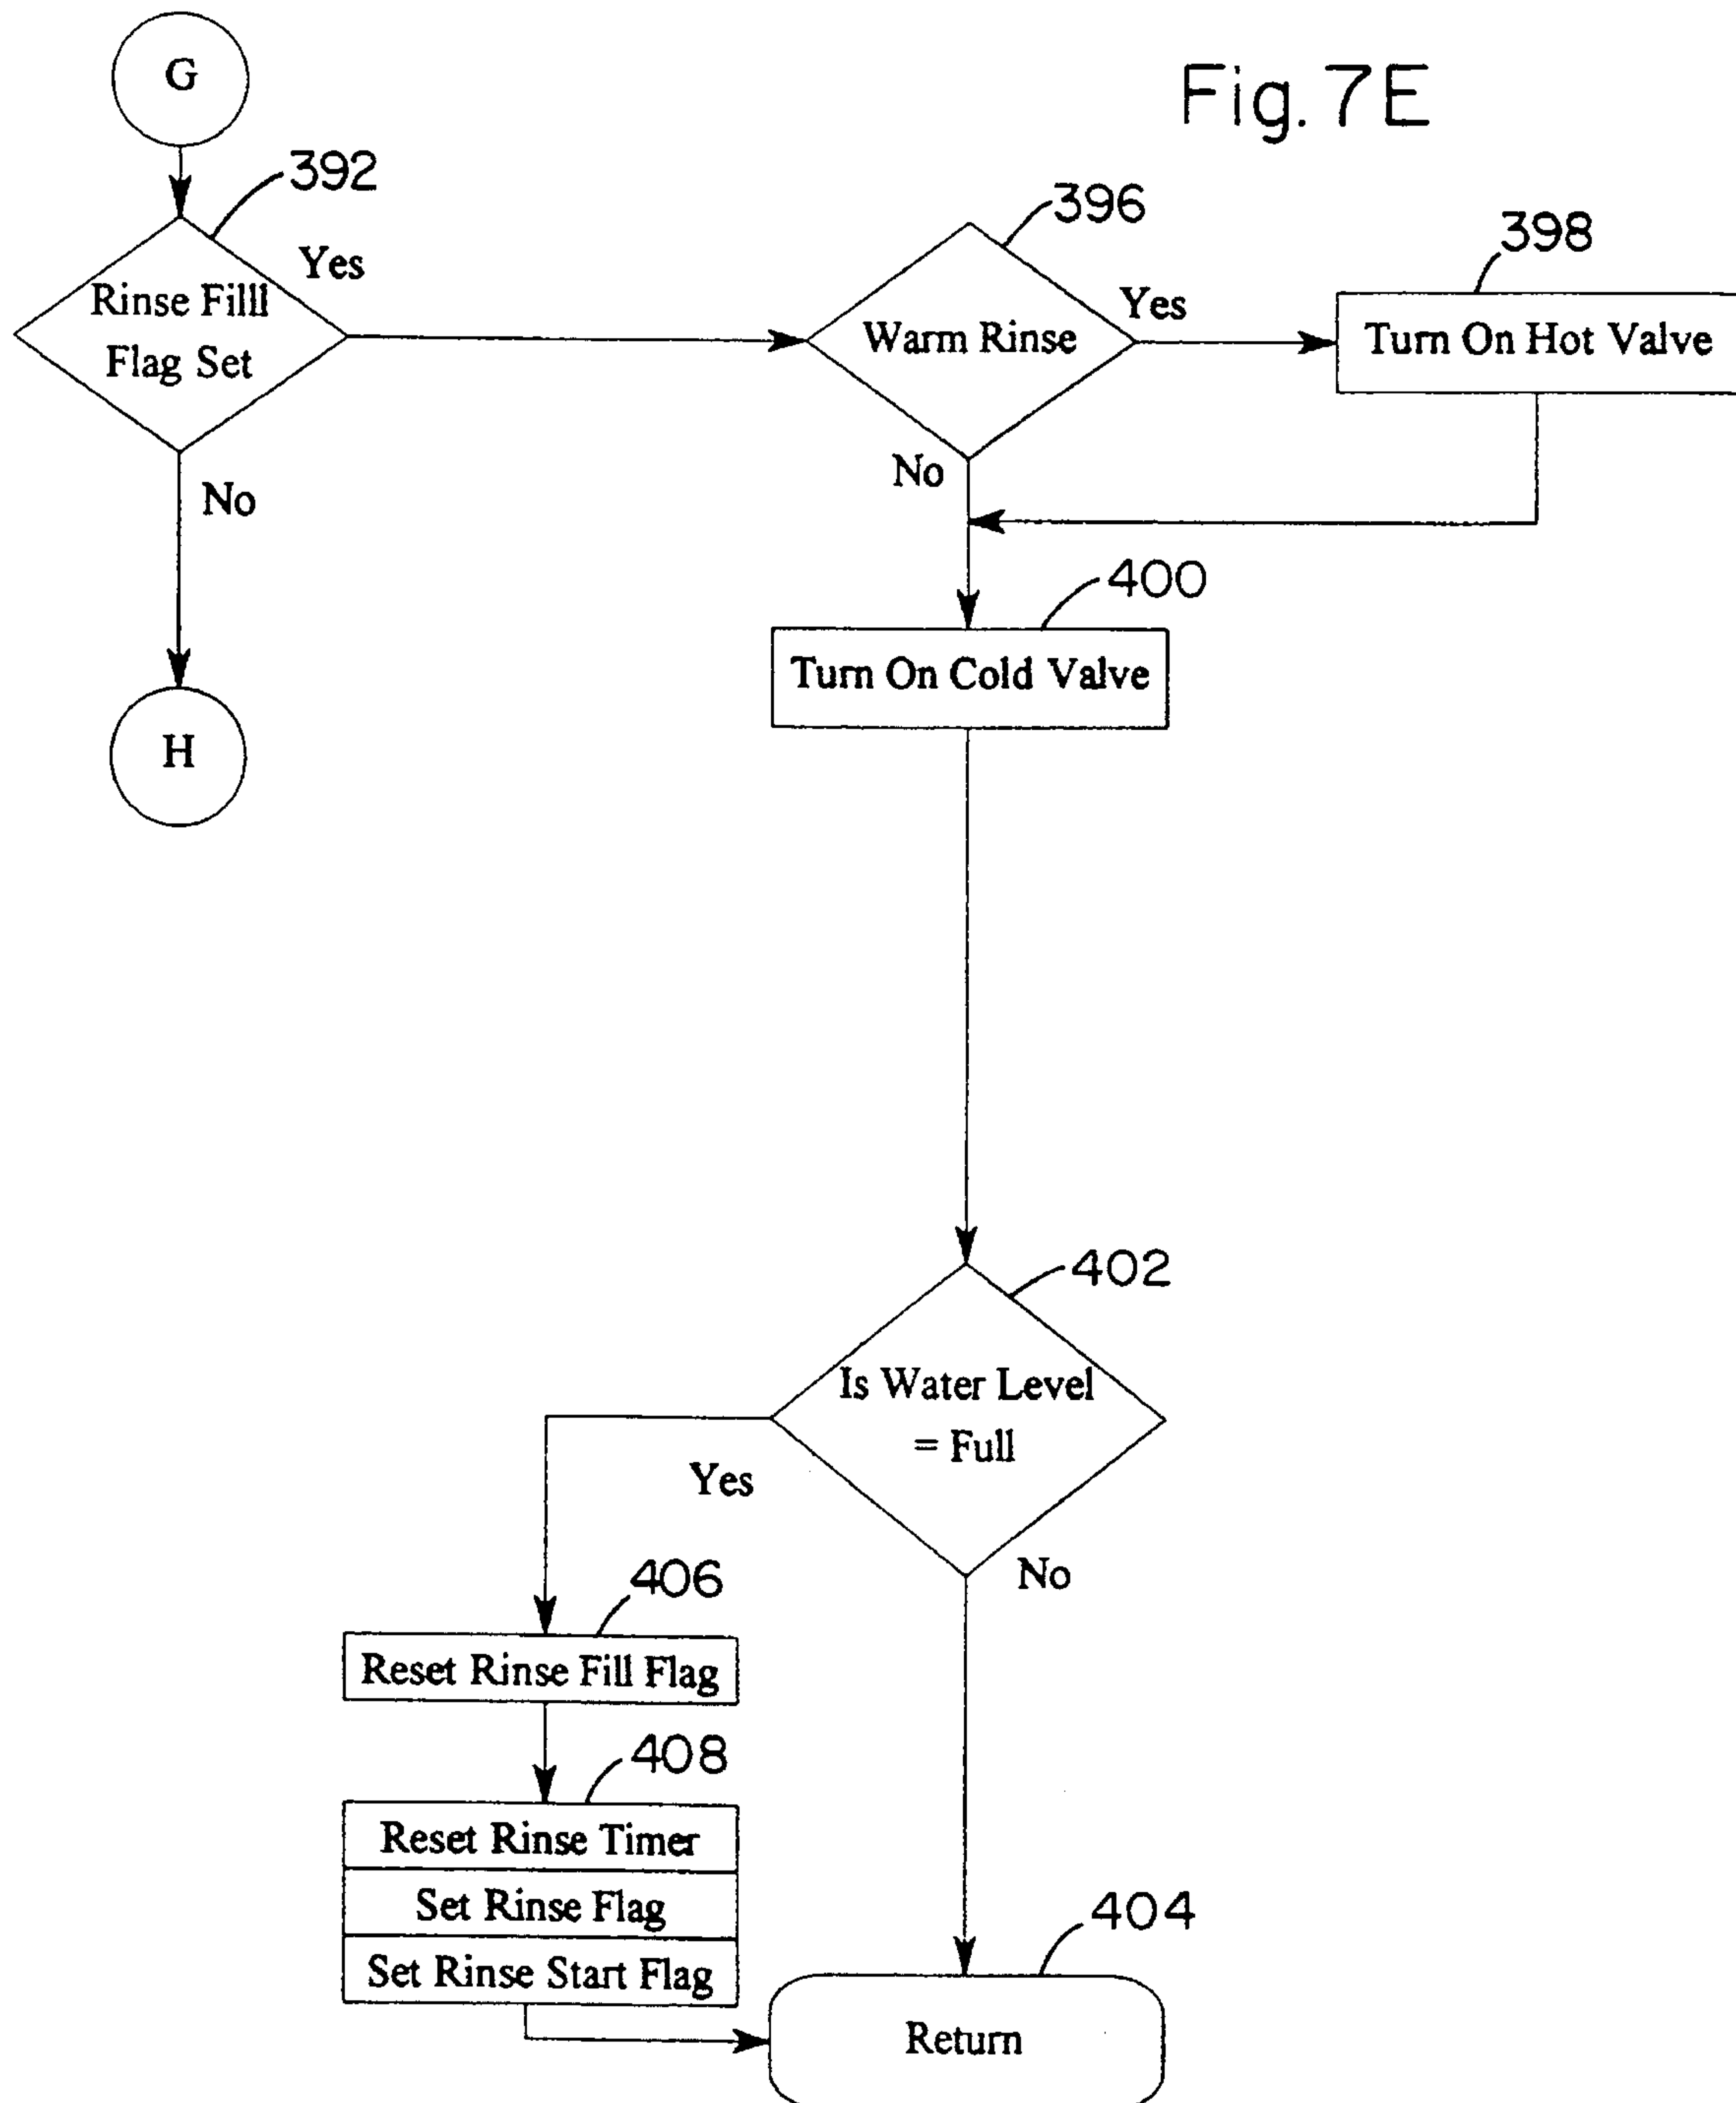 G
Fig. 7E
392
396
398
Yes
Rinse Filll
Flag Set
Warm Rinse
Yes
Turn On Hot Valve
No
No
400
Turn On Cold Valve
H
402
Is Water Level
= Full
Yes
No
406
Reset Rinse Fill Flag
408
Reset Rinse Timer
Set Rinse Flag
Set Rinse Start Flag
404
Return